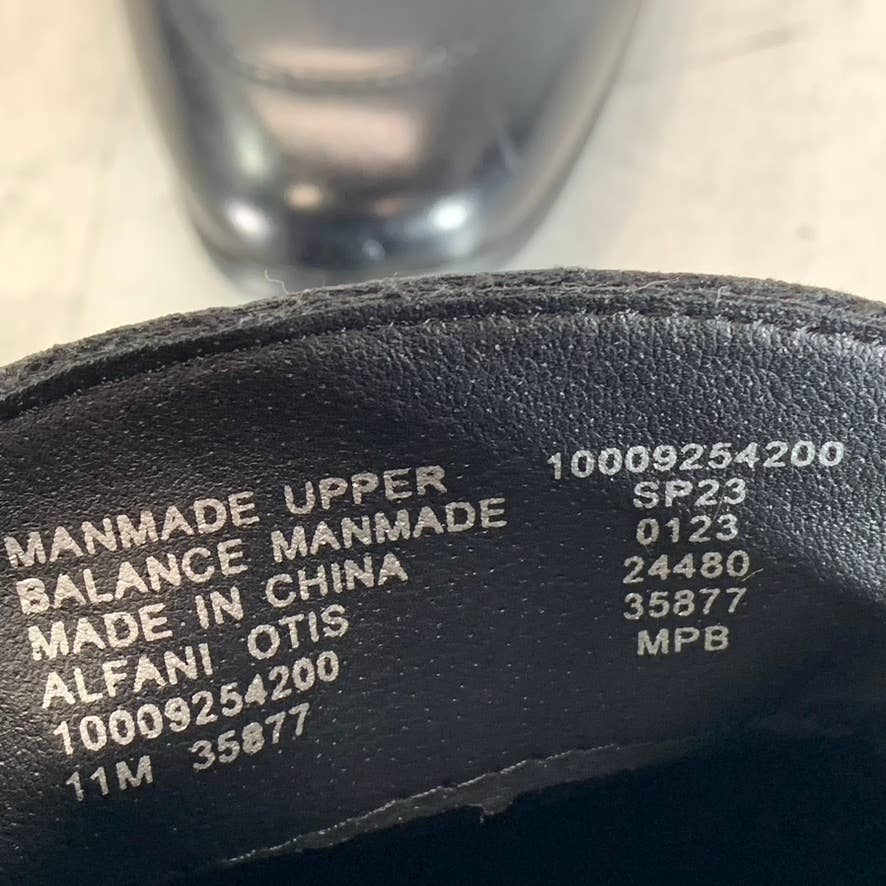 MANMADE UPPER
BALANCE MANMADE
MADE IN CHINA
ALFANI OTIS
10009254200
11M 35877
10009254200
SP23
0123
24480
35877
MPB